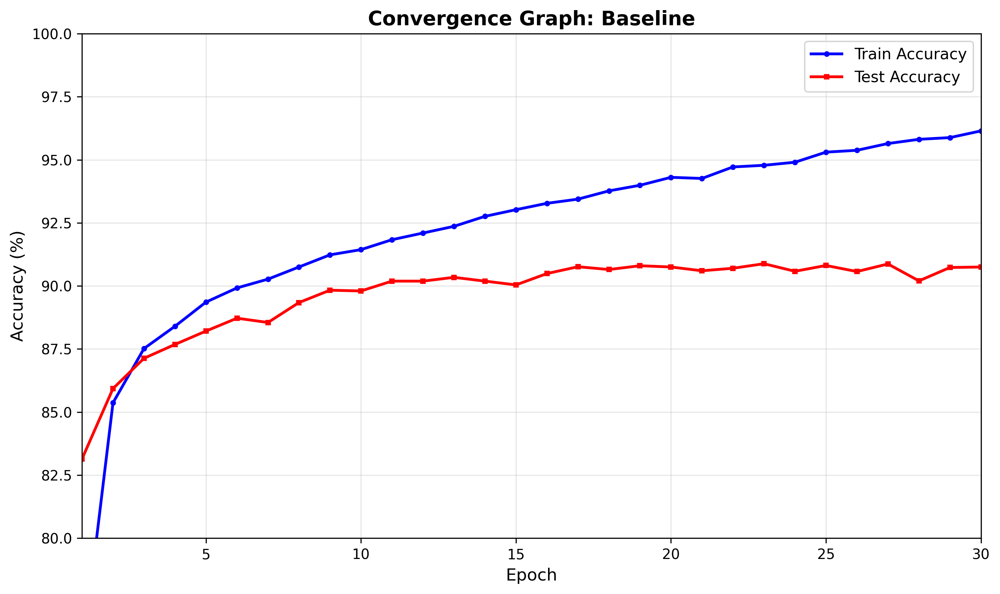 Convergence Graph: Baseline
100.0
97.5
95.0
92.5
90.0
87.5
85.0
82.5
80.0
Accuracy (%)
Train Accuracy
Test Accuracy
5 10 15 20 25 30
Epoch